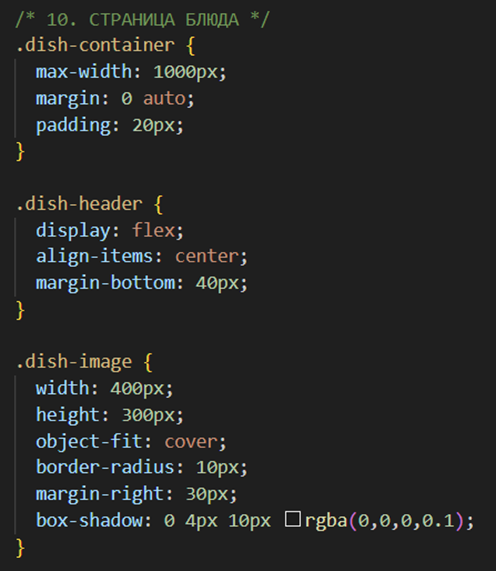 /* 10. СТРАНИЦА БЛЮДА */
.dish-container {
  max-width: 1000px;
  margin: 0 auto;
  padding: 20px;
}

.dish-header {
  display: flex;
  align-items: center;
  margin-bottom: 40px;
}

.dish-image {
  width: 400px;
  height: 300px;
  object-fit: cover;
  border-radius: 10px;
  margin-right: 30px;
  box-shadow: 0 4px 10px rgba(0,0,0,0.1);
}